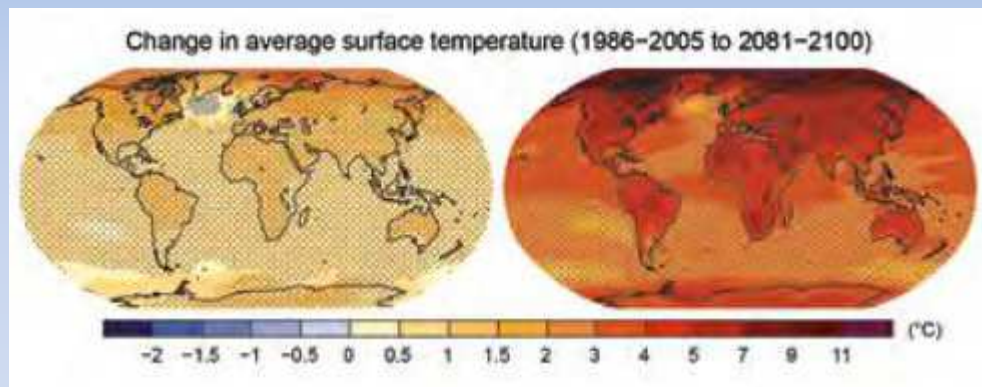 Change in average surface temperature (1986−2005 to 2081−2100)
(°C)
−2 −1.5 −1 −0.5 0 0.5 1 1.5 2 3 4 5 7 9 11